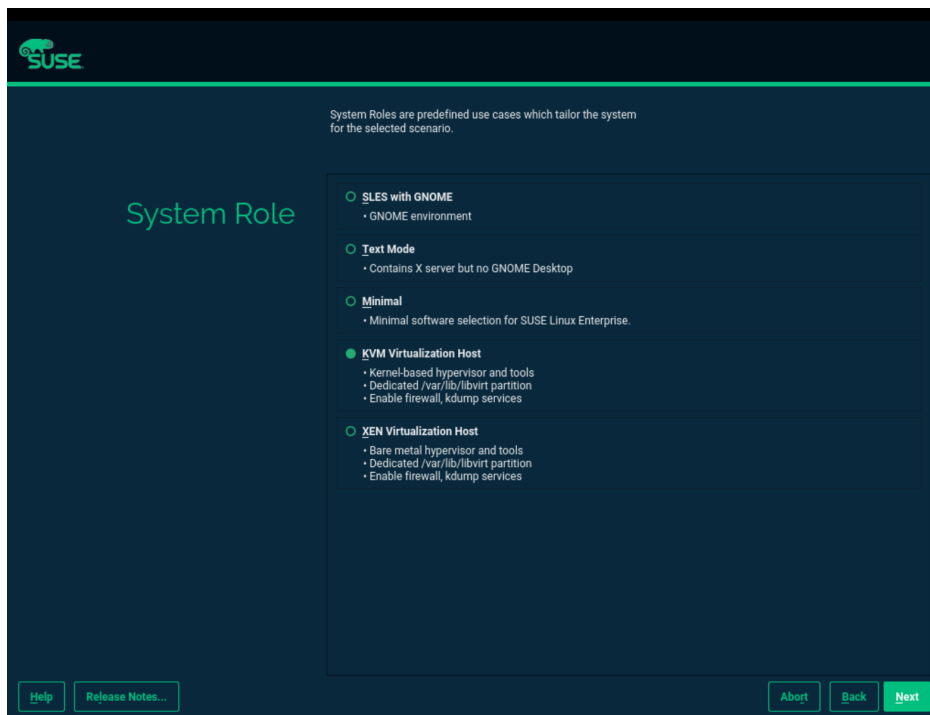 SUSE
System Roles are predefined use cases which tailor the system
for the selected scenario.
System Role
SLES with GNOME
• GNOME environment
Text Mode
• Contains X server but no GNOME Desktop
Minimal
• Minimal software selection for SUSE Linux Enterprise.
KVM Virtualization Host
• Kernel-based hypervisor and tools
• Dedicated /var/lib/libvirt partition
• Enable firewall, kdump services
XEN Virtualization Host
• Bare metal hypervisor and tools
• Dedicated /var/lib/libvirt partition
• Enable firewall, kdump services
Help Release Notes... Abort Back Next